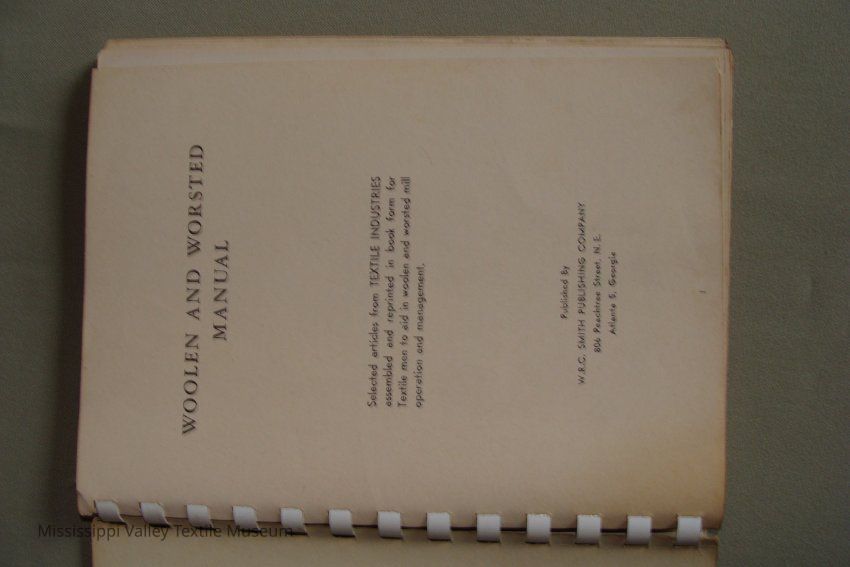 WOOLEN AND WORSTED
MANUAL
Selected articles from TEXTILE INDUSTRIES
assembled and reprinted in book form for
Textile men to aid in woolen and worsted mill
operation and management.
Published By
W.R.C. SMITH PUBLISHING COMPANY
806 Peachtree Street, N. E.
Atlanta 5, Georgia
Mississippi Valley Textile Museum